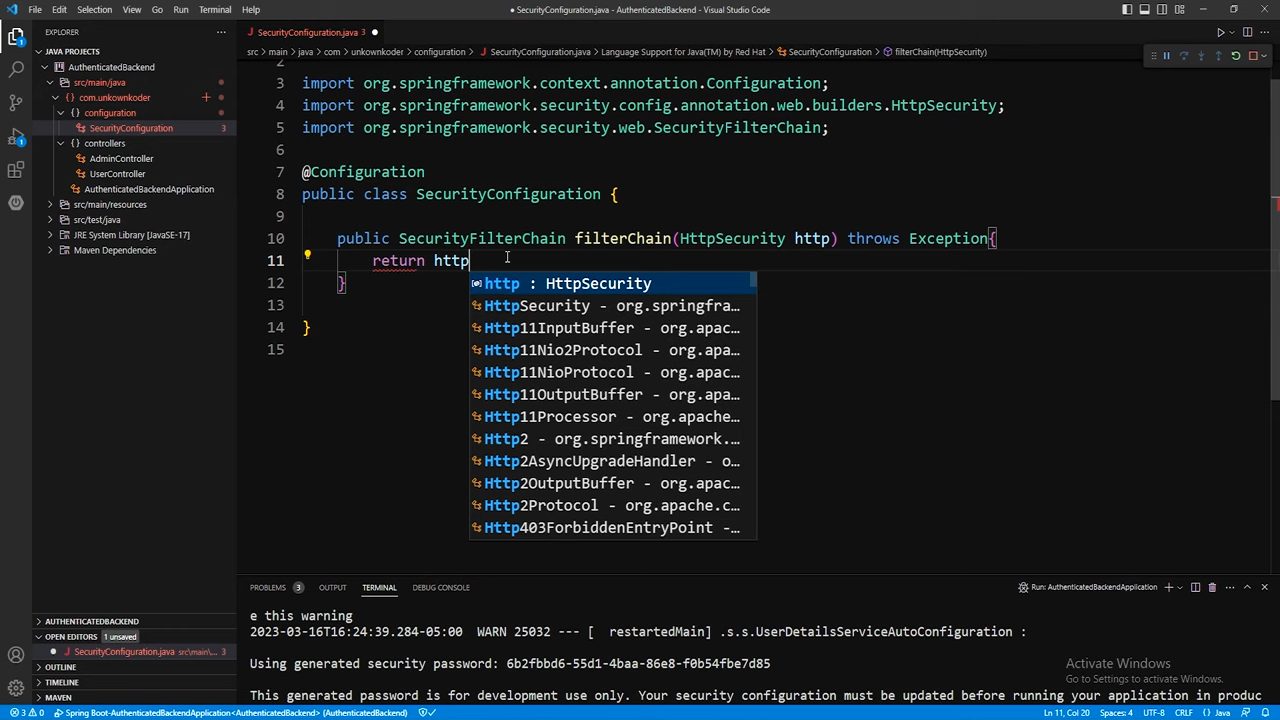 File Edit Selection View Go Run Terminal Help
● SecurityConfiguration.java - AuthenticatedBackend - Visual Studio Code
EXPLORER
JAVA PROJECTS
AuthenticatedBackend
src/main/java
com.unkownkoder
configuration
SecurityConfiguration 3
controllers
AdminController
UserController
AuthenticatedBackendApplication
src/main/resources
src/test/java
JRE System Library [JavaSE-17]
Maven Dependencies
AUTHENTICATEDBACKEND
OPEN EDITORS 1 unsaved
SecurityConfiguration.java src\main\... 3
OUTLINE
TIMELINE
MAVEN
SecurityConfiguration.java 3
src > main > java > com > unkownkoder > configuration > SecurityConfiguration.java > Language Support for Java(TM) by Red Hat > SecurityConfiguration > filterChain(HttpSecurity)
2
3 import org.springframework.context.annotation.Configuration;
4 import org.springframework.security.config.annotation.web.builders.HttpSecurity;
5 import org.springframework.security.web.SecurityFilterChain;
6
7 @Configuration
8 public class SecurityConfiguration {
9
10 public SecurityFilterChain filterChain(HttpSecurity http) throws Exception{
11 return http
12 }
13
14 }
15
http : HttpSecurity
HttpSecurity - org.springfra…
Http11InputBuffer - org.apac…
Http11Nio2Protocol - org.apa…
Http11NioProtocol - org.apac…
Http11OutputBuffer - org.apa…
Http11Processor - org.apache…
Http2 - org.springframework.…
Http2AsyncUpgradeHandler - o…
Http2OutputBuffer - org.apac…
Http2Protocol - org.apache.c…
Http403ForbiddenEntryPoint -…
PROBLEMS 3 OUTPUT TERMINAL DEBUG CONSOLE
Run: AuthenticatedBackendApplication
e this warning
2023-03-16T16:24:39.284-05:00 WARN 25032 --- [ restartedMain] .s.s.UserDetailsServiceAutoConfiguration :
Using generated security password: 6b2fbbd6-55d1-4baa-86e8-f0b54fbe7d85
This generated password is for development use only. Your security configuration must be updated before running your application in produc
Activate Windows
Go to Settings to activate Windows.
3 0 Spring Boot-AuthenticatedBackendApplication<AuthenticatedBackend> (AuthenticatedBackend)
Ln 11, Col 20 Spaces: 4 UTF-8 CRLF {} Java